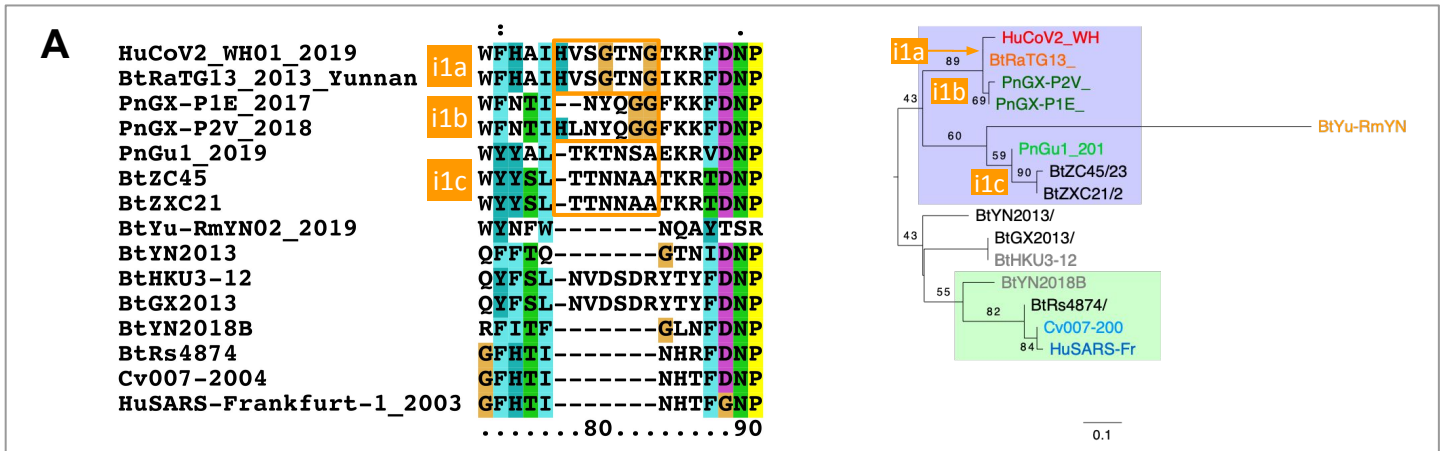 A
:
.
HuCoV2_WH01_2019 WFHAIHVSGTNGTKRFDNP
i1a
BtRaTG13_2013_Yunnan WFHAIHVSGTNGIKRFDNP
PnGX-P1E_2017 WFNTI--NYQGGFKKFDNP
i1b
PnGX-P2V_2018 WFNTIHLNYQGGFKKFDNP
PnGu1_2019 WYYAL-TKTNSAEKRVDNP
i1c
BtZC45 WYYSL-TTNNAATKRTDNP
BtZXC21 WYYSL-TTNNAATKRTDNP
BtYu-RmYN02_2019 WYNFW-------NQAYTSR
BtYN2013 QFFTQ-------GTNIDNP
BtHKU3-12 QYFSL-NVDSDRYTYFDNP
BtGX2013 QYFSL-NVDSDRYTYFDNP
BtYN2018B RFITF-------GLNFDNP
BtRs4874 GFHTI-------NHRFDNP
Cv007-2004 GFHTI-------NHTFDNP
HuSARS-Frankfurt-1_2003 GFHTI-------NHTFGNP
.......80........90
HuCoV2_WH
i1a
89
BtRaTG13_
i1b
PnGX-P2V_
69
PnGX-P1E_
43
BtYu-RmYN
60
PnGu1_201
59
BtZC45/23
90
i1c
BtZXC21/2
BtYN2013/
43
BtGX2013/
BtHKU3-12
BtYN2018B
55
BtRs4874/
82
Cv007-200
84
HuSARS-Fr
0.1